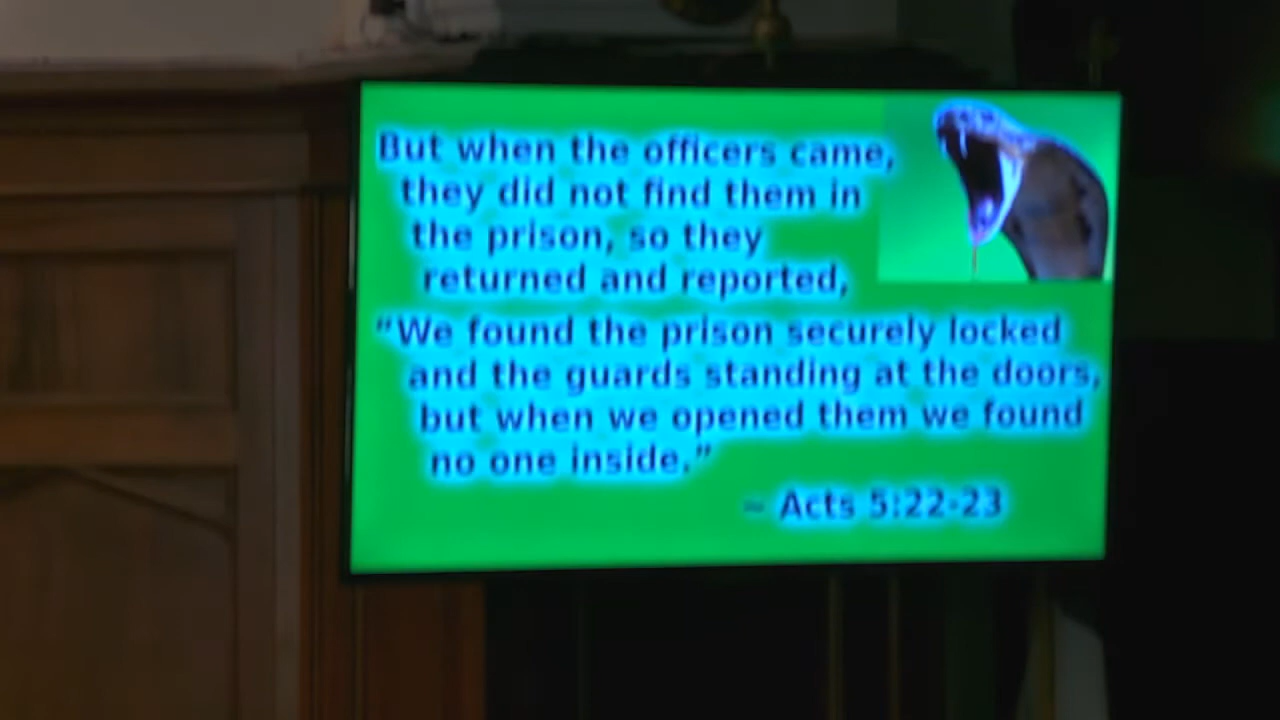 But when the officers came,
they did not find them in
the prison, so they
returned and reported,
“We found the prison securely locked
and the guards standing at the doors,
but when we opened them we found
no one inside.”
~ Acts 5:22-23